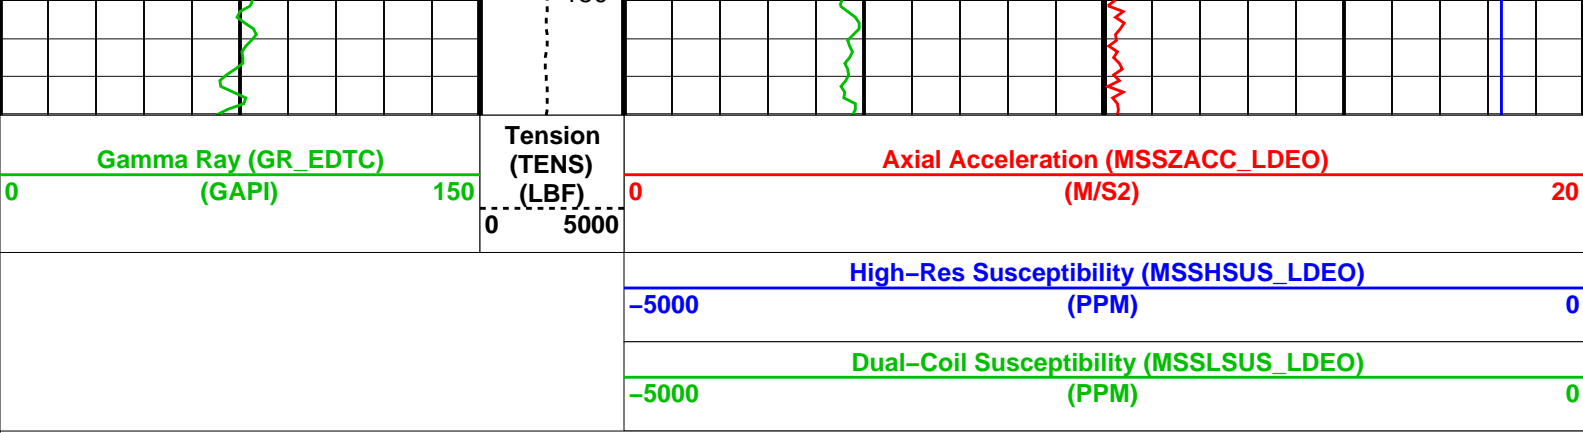 Gamma Ray (GR_EDTC)
0 (GAPI) 150
Tension
(TENS)
(LBF)
0 5000
Axial Acceleration (MSSZACC_LDEO)
0 (M/S2) 20
High−Res Susceptibility (MSSHSUS_LDEO)
−5000 (PPM) 0
Dual−Coil Susceptibility (MSSLSUS_LDEO)
−5000 (PPM) 0